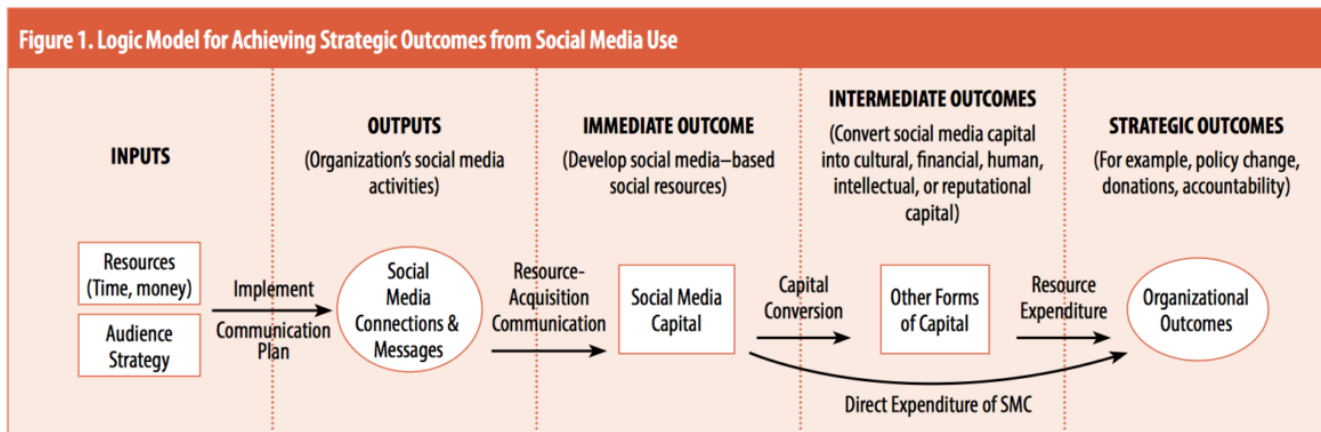 Figure 1. Logic Model for Achieving Strategic Outcomes from Social Media Use
INPUTS
OUTPUTS
(Organization's social media
activities)
IMMEDIATE OUTCOME
(Develop social media–based
social resources)
INTERMEDIATE OUTCOMES
(Convert social media capital
into cultural, financial, human,
intellectual, or reputational
capital)
STRATEGIC OUTCOMES
(For example, policy change,
donations, accountability)
Resources
(Time, money)
Audience
Strategy
Implement
Communication
Plan
Social
Media
Connections &
Messages
Resource-
Acquisition
Communication
Social Media
Capital
Capital
Conversion
Other Forms
of Capital
Resource
Expenditure
Organizational
Outcomes
Direct Expenditure of SMC